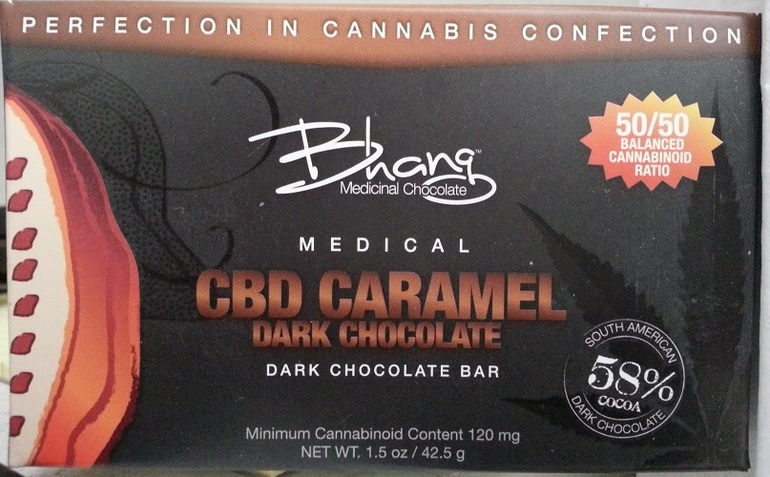 PERFECTION IN CANNABIS CONFECTION
Bhang™
Medicinal Chocolate
50/50
BALANCED
CANNABINOID
RATIO
MEDICAL
CBD CARAMEL
DARK CHOCOLATE
DARK CHOCOLATE BAR
SOUTH AMERICAN
58%
COCOA
DARK CHOCOLATE
Minimum Cannabinoid Content 120 mg
NET WT. 1.5 oz / 42.5 g